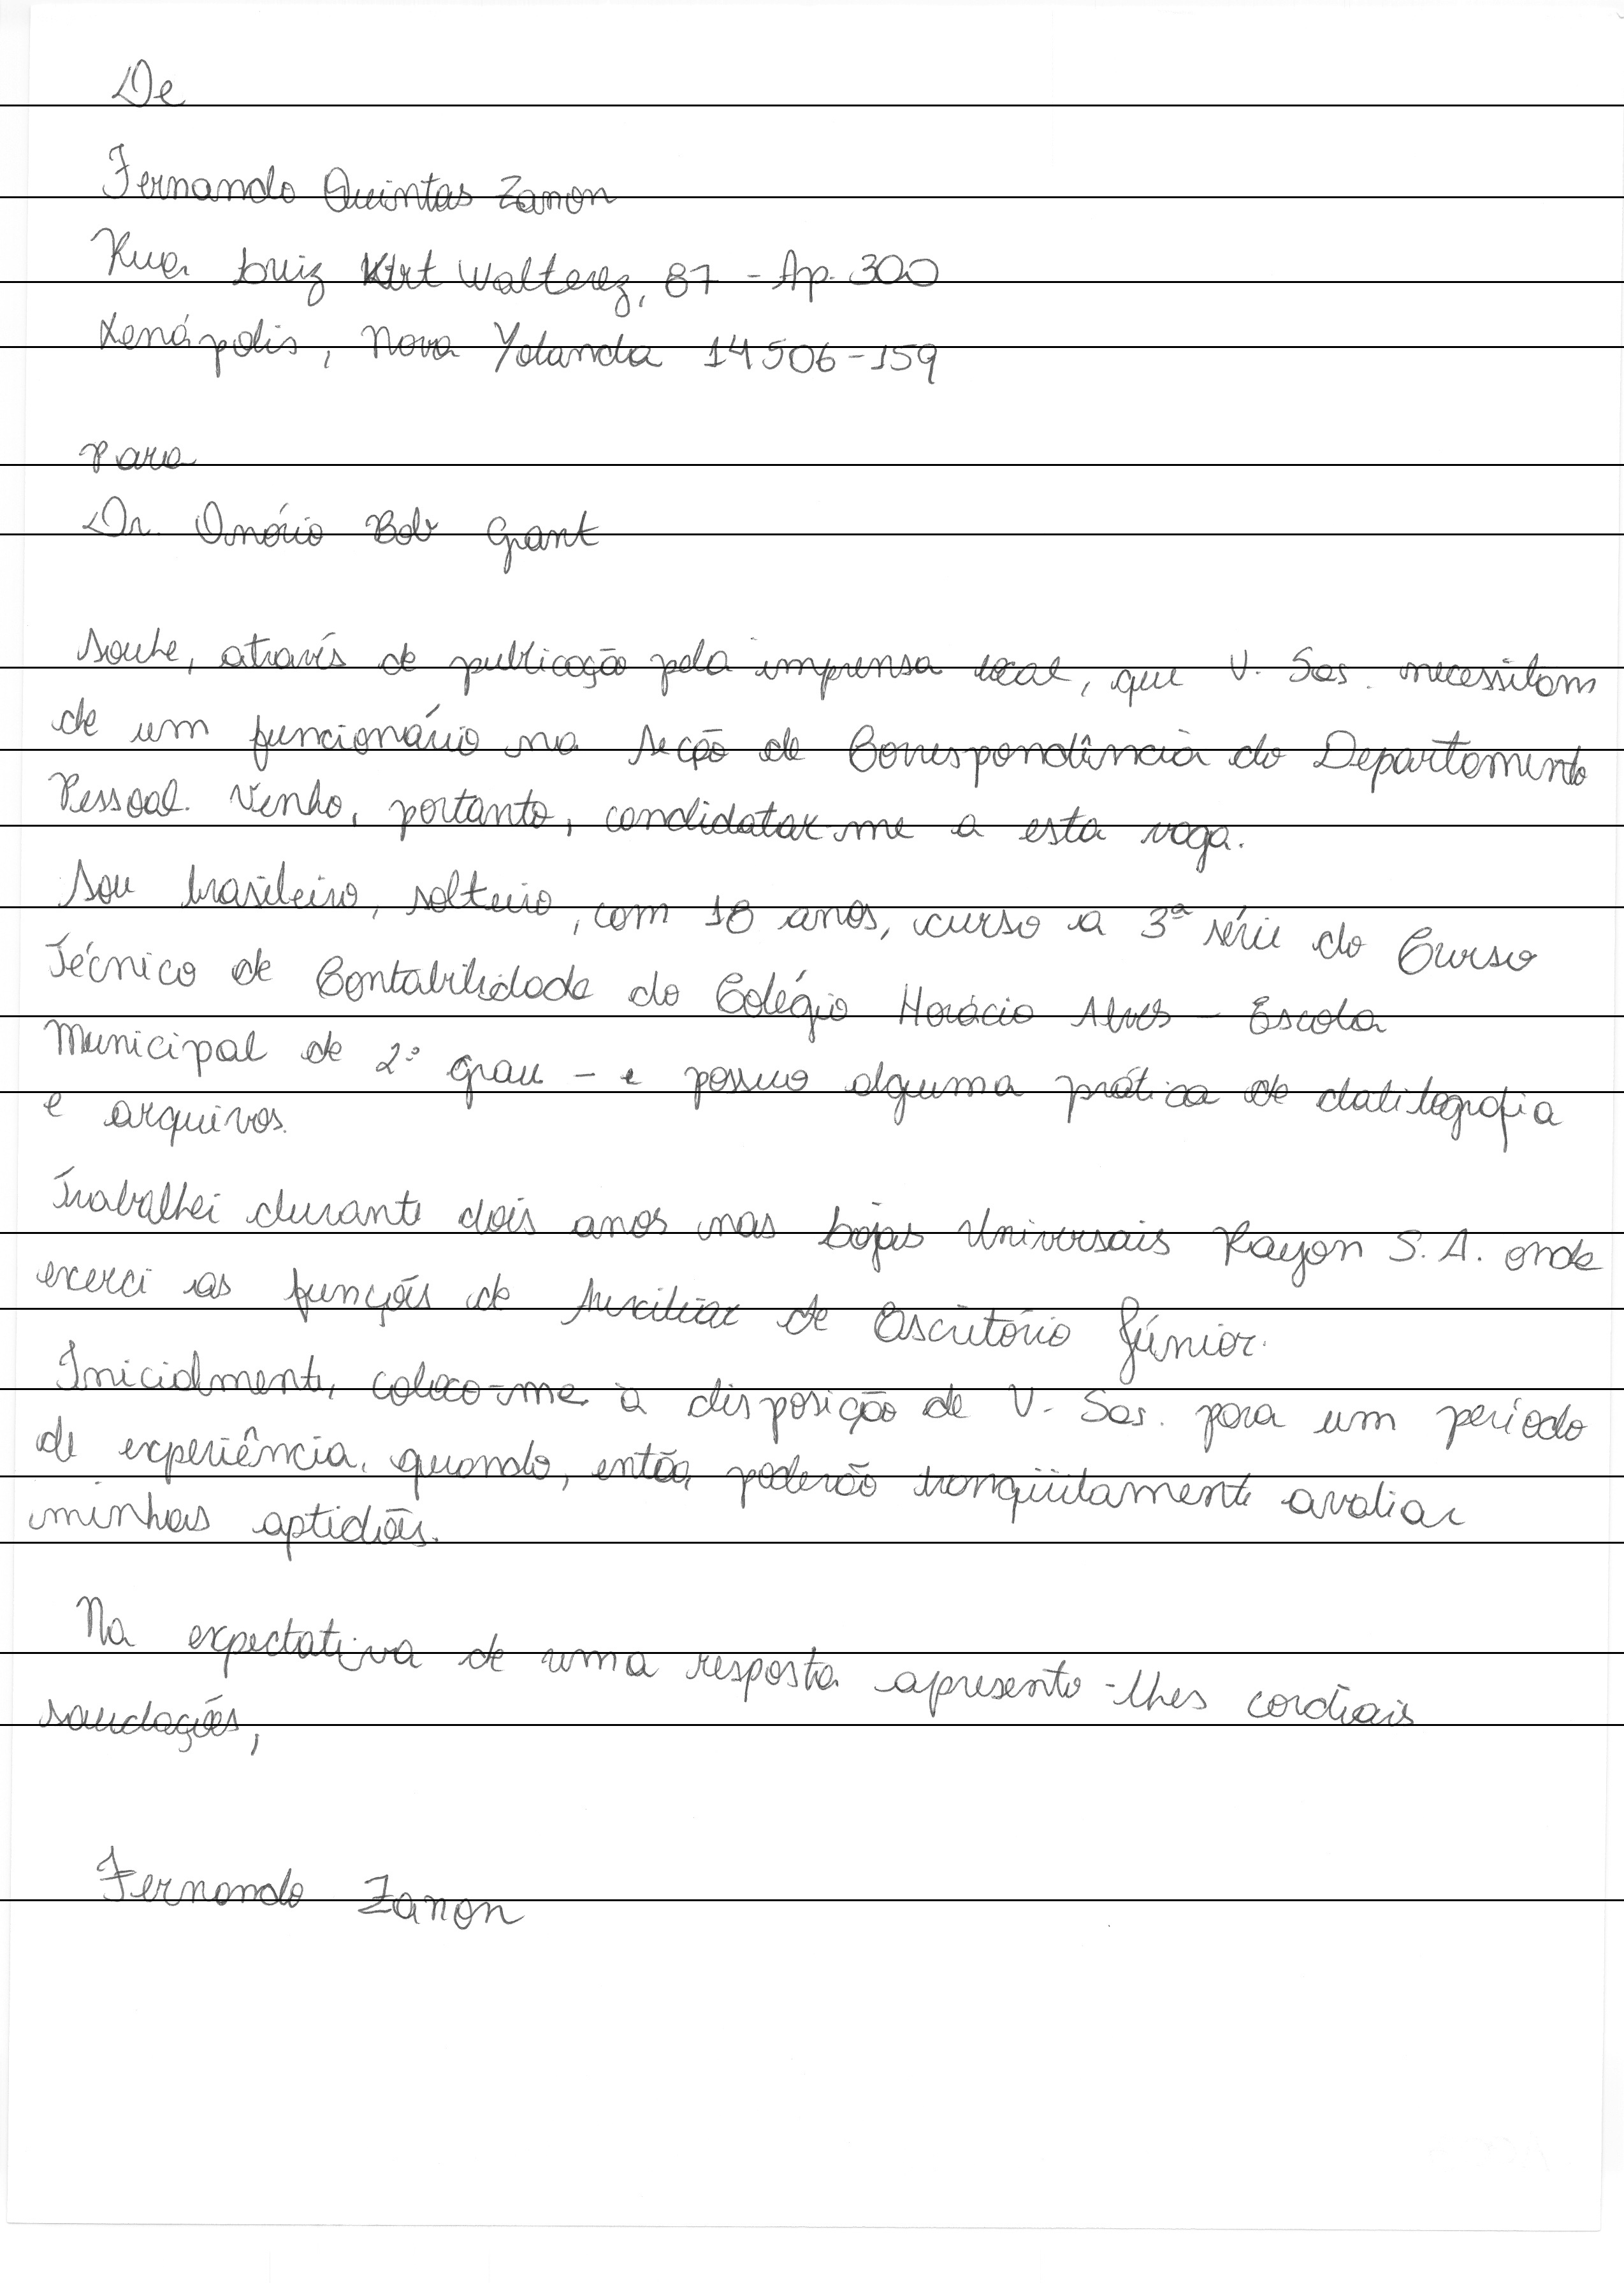 De
Fernando Quintas Zanon
Rua Luiz Kirt Walterez, 87 - Ap. 300
Xenópolis, Nova Yolanda 14506-159
Para
Dr. Onório Bob Grant
Soube, através de publicação pela imprensa local, que V. Sas. necessitam
de um funcionário na Seção de Correspondência do Departamento
Pessoal. Venho, portanto, candidatar-me a esta vaga.
Sou brasileiro, solteiro, com 18 anos, curso a 3ª série do Curso
Técnico de Contabilidade do Colégio Horácio Alves - Escola
Municipal de 2º grau - e possuo alguma prática de datilografia
e arquivos.
Trabalhei durante dois anos nas Lojas Universais Rayon S. A. onde
exerci as funções de Auxiliar de Escritório Júnior.
Inicialmente, coloco-me à disposição de V. Sas. para um período
de experiência, quando, então, poderão tranqüilamente avaliar
minhas aptidões.
Na expectativa de uma resposta apresento-lhes cordiais
saudações,
Fernando Zanon